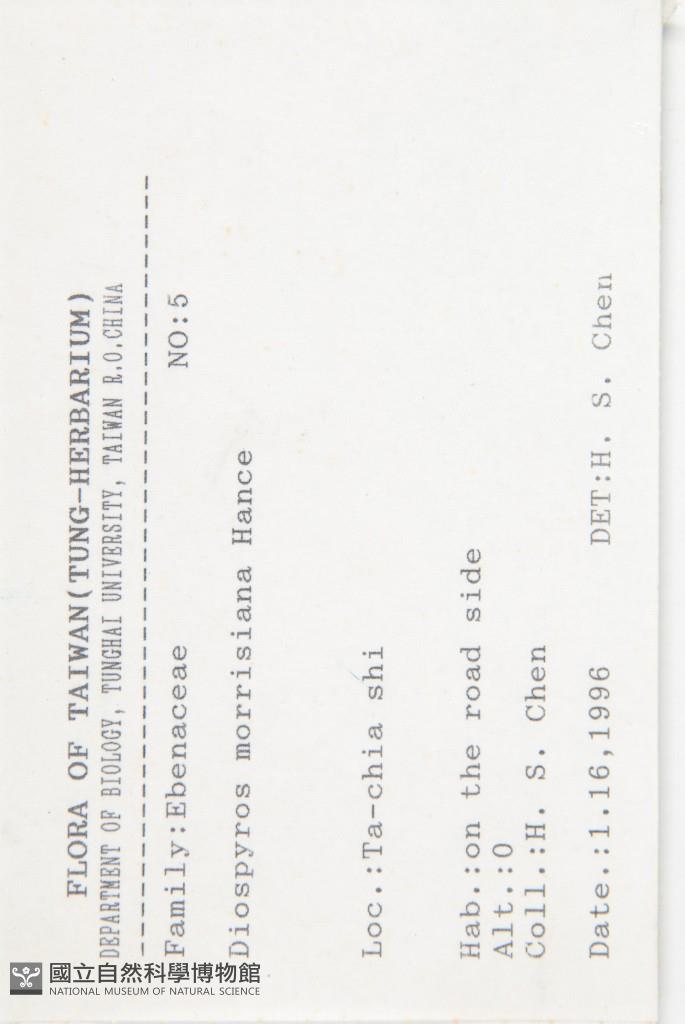 FLORA OF TAIWAN(TUNG-HERBARIUM)
DEPARTMENT OF BIOLOGY, TUNGHAI UNIVERSITY, TAIWAN R.O.CHINA
Family:Ebenaceae NO:5
Diospyros morrisiana Hance
Loc.:Ta-chia shi
Hab.:on the road side
Alt.:0
Coll.:H. S. Chen
Date.:1.16,1996 DET:H. S. Chen
國立自然科學博物館
NATIONAL MUSEUM OF NATURAL SCIENCE